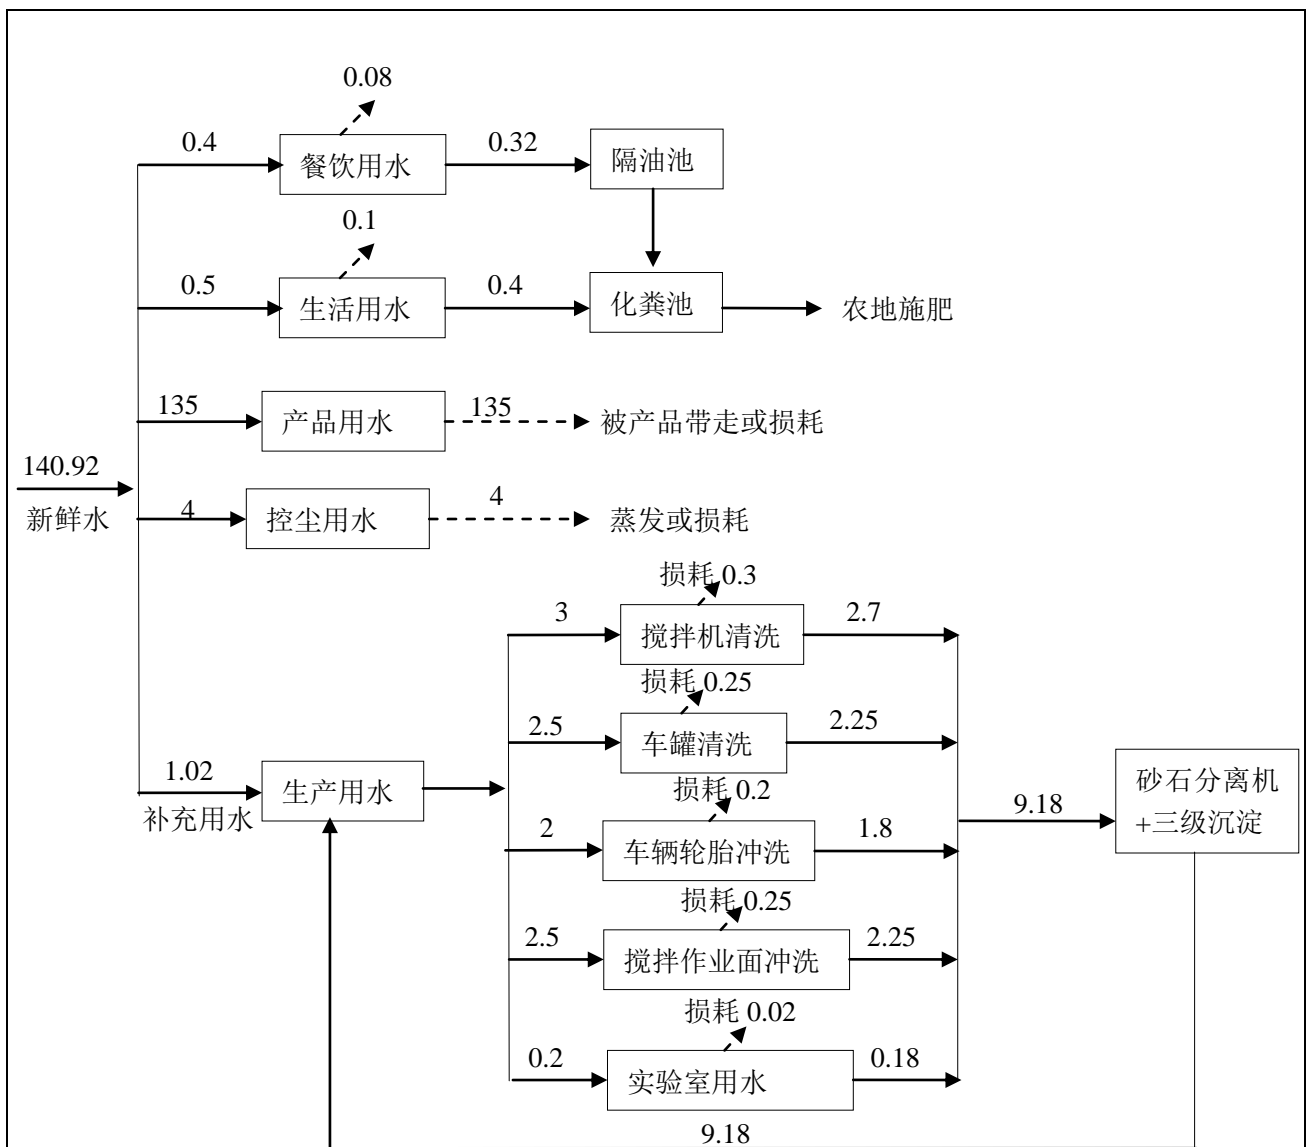 0.08
0.4
餐饮用水
0.32
隔油池
0.1
0.5
生活用水
0.4
化粪池
农地施肥
135
产品用水
135
被产品带走或损耗
140.92
新鲜水
4
控尘用水
4
蒸发或损耗
损耗 0.3
3
搅拌机清洗
2.7
损耗 0.25
2.5
车罐清洗
2.25
1.02
补充用水
生产用水
损耗 0.2
2
车辆轮胎冲洗
1.8
9.18
砂石分离机
+三级沉淀
损耗 0.25
2.5
搅拌作业面冲洗
2.25
损耗 0.02
0.2
实验室用水
0.18
9.18